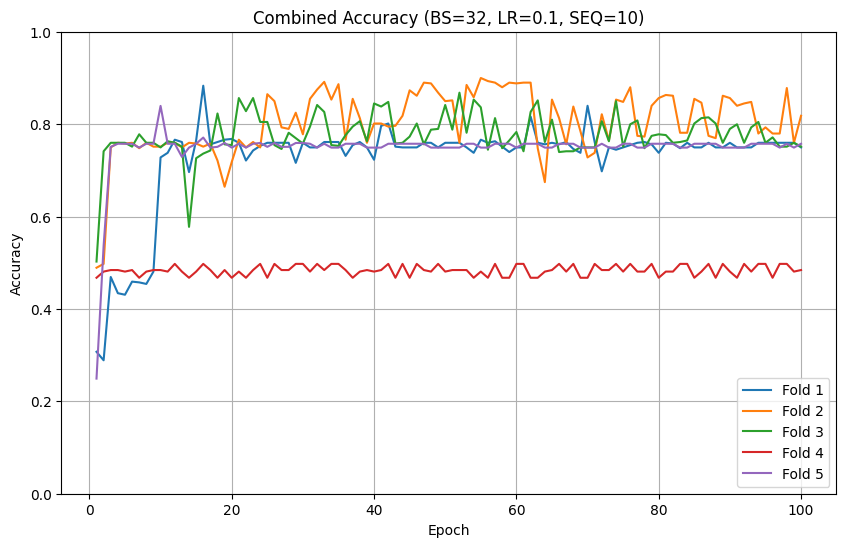 Combined Accuracy (BS=32, LR=0.1, SEQ=10)
Accuracy
1.0
0.8
0.6
0.4
0.2
0.0
0 20 40 60 80 100
Epoch
Fold 1
Fold 2
Fold 3
Fold 4
Fold 5